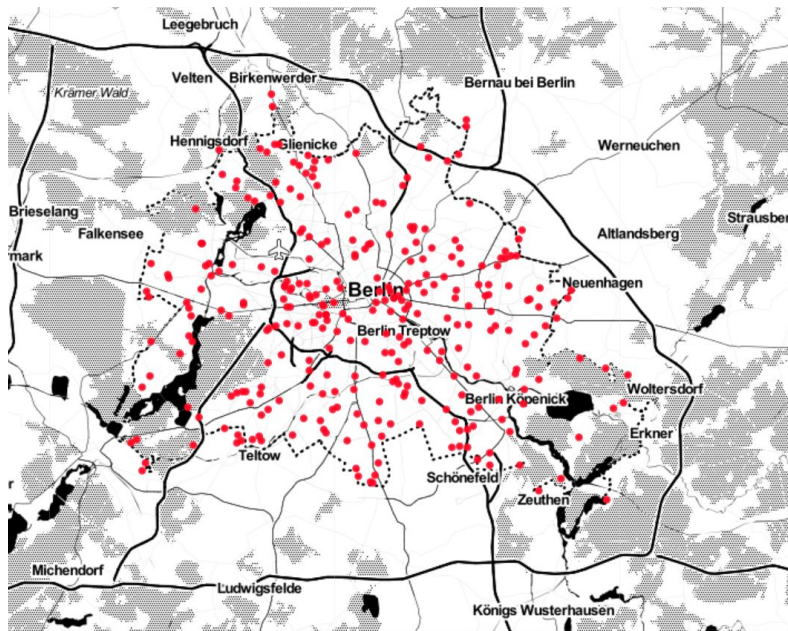 Leegebruch
Velten
Birkenwerder
Krämer Wald
Bernau bei Berlin
Hennigsdorf
Glienicke
Werneuchen
Brieselang
Strausber
Falkensee
Altlandsberg
mark
Neuenhagen
Berlin
Berlin Treptow
Woltersdorf
Berlin Köpenick
Erkner
Teltow
Schönefeld
r
Zeuthen
Michendorf
Ludwigsfelde
Königs Wusterhausen